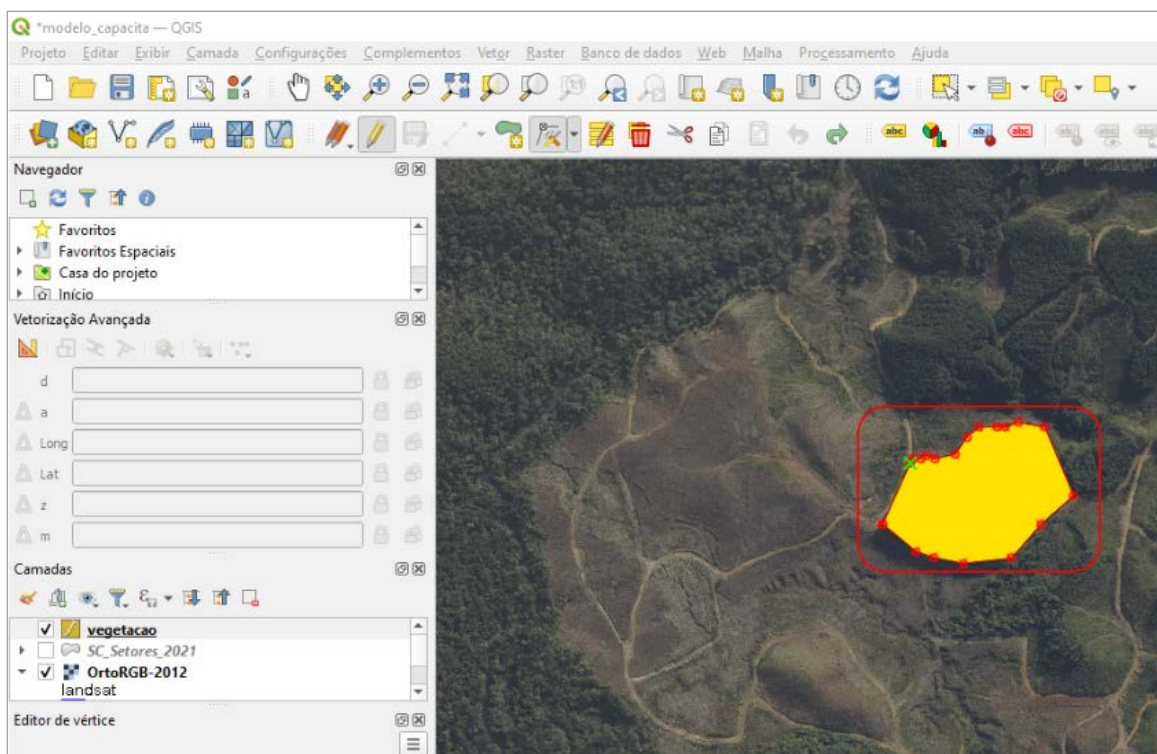 *modelo_capacita — QGIS
Projeto Editar Exibir Camada Configurações Complementos Vetor Raster Banco de dados Web Malha Processamento Ajuda
Navegador
Favoritos
Favoritos Espaciais
Casa do projeto
Início
Vetorização Avançada
d
a
Long
Lat
z
m
Camadas
vegetacao
SC_Setores_2021
OrtoRGB-2012
landsat
Editor de vértice